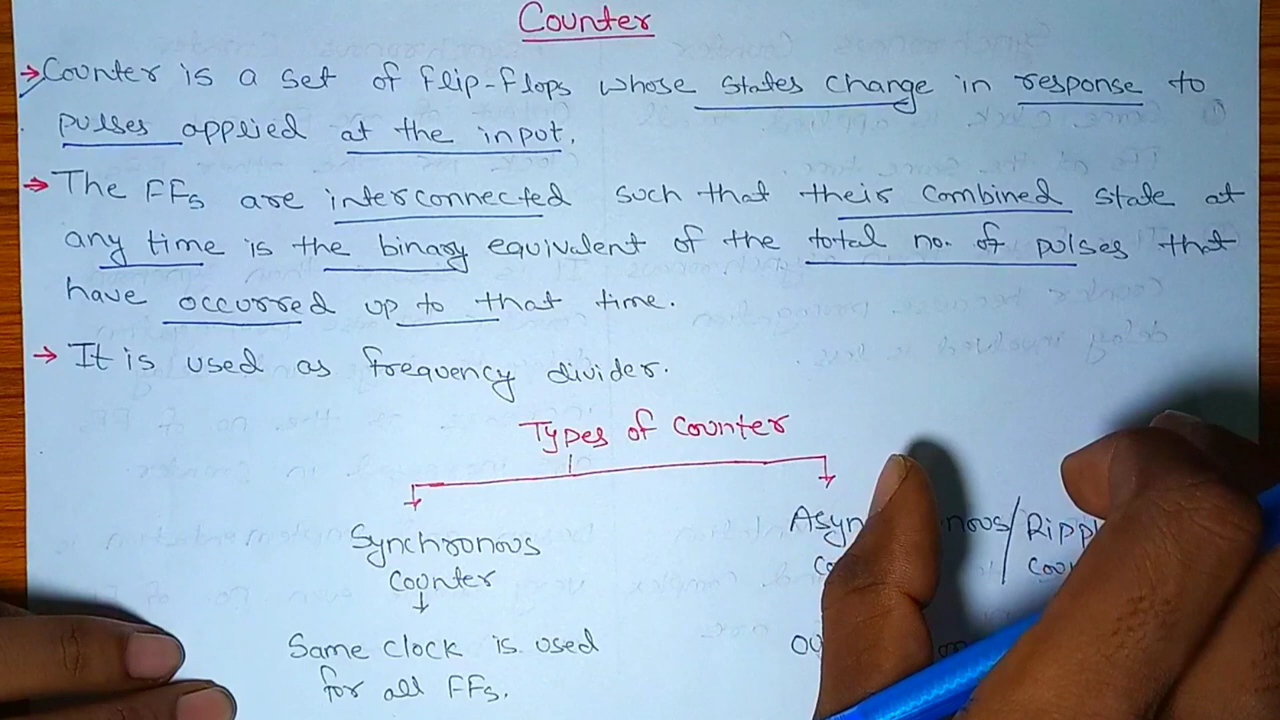 Counter
→ Counter is a set of flip-flops whose states change in response to
pulses applied at the input.
→ The FFs are interconnected such that their combined state at
any time is the binary equivalent of the total no. of pulses that
have occurred up to that time.
→ It is used as frequency divider.
Types of counter
Synchronous
counter
Same clock is used
for all FFs.